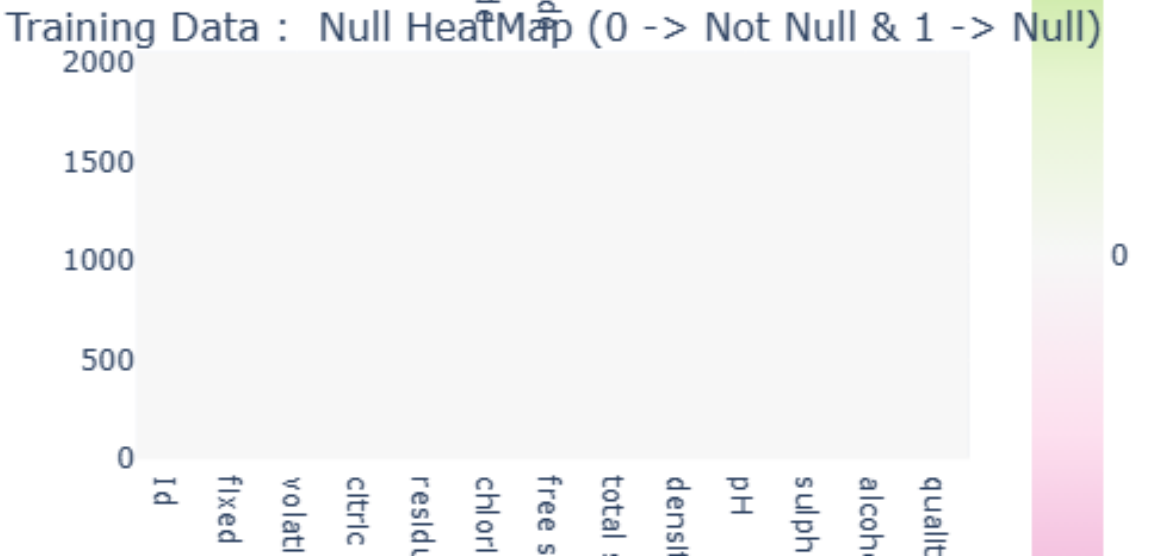 Training Data :  Null HeatMap (0 -> Not Null & 1 -> Null)
2000
1500
1000
500
0
0
Id
fixed
volati
citric
residu
chlori
free s
total s
densit
pH
sulph
alcoho
qualit